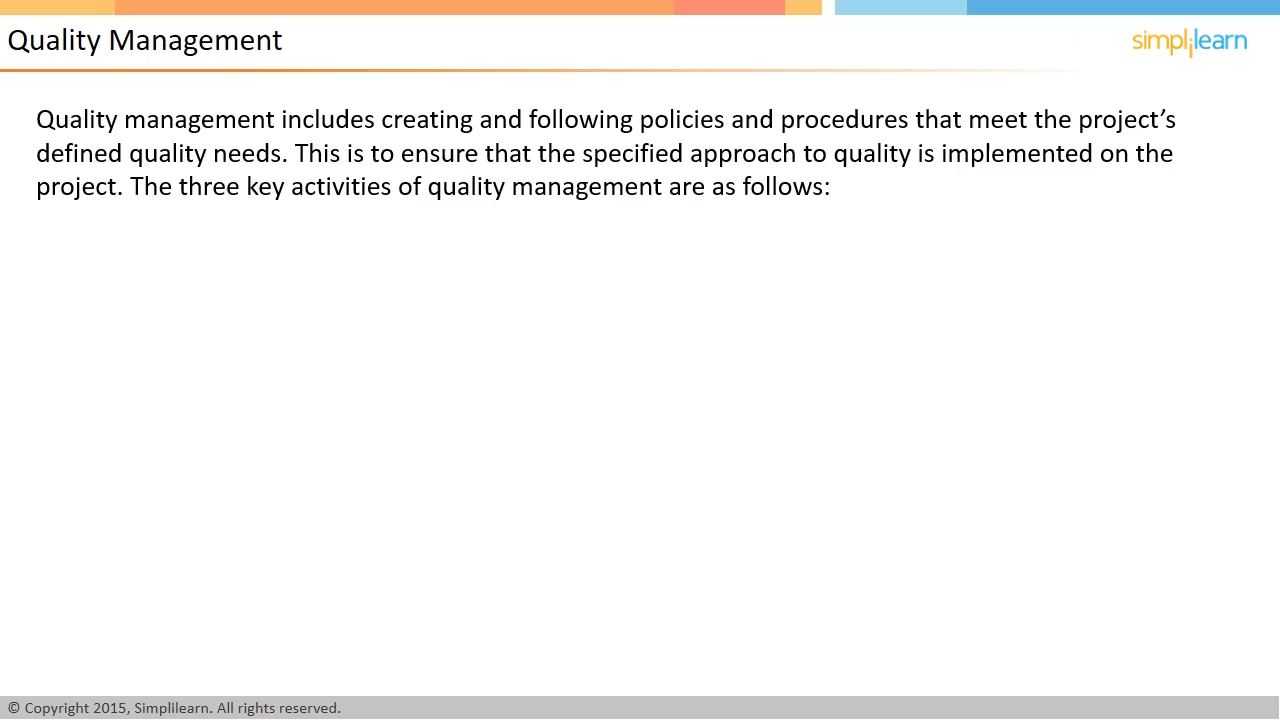 Quality Management
simplilearn
Quality management includes creating and following policies and procedures that meet the project’s
defined quality needs. This is to ensure that the specified approach to quality is implemented on the
project. The three key activities of quality management are as follows:
© Copyright 2015, Simplilearn. All rights reserved.